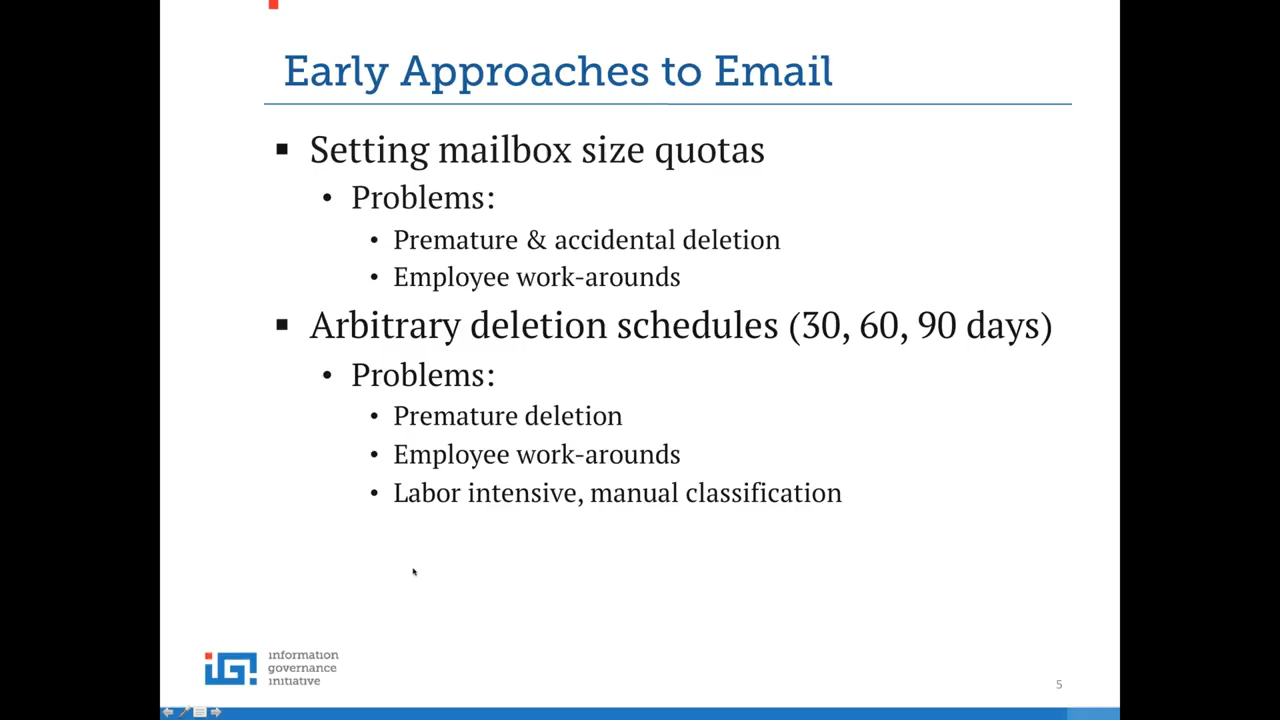 Early Approaches to Email
Setting mailbox size quotas
Problems:
Premature & accidental deletion
Employee work-arounds
Arbitrary deletion schedules (30, 60, 90 days)
Problems:
Premature deletion
Employee work-arounds
Labor intensive, manual classification
iG!
information
governance
initiative
5